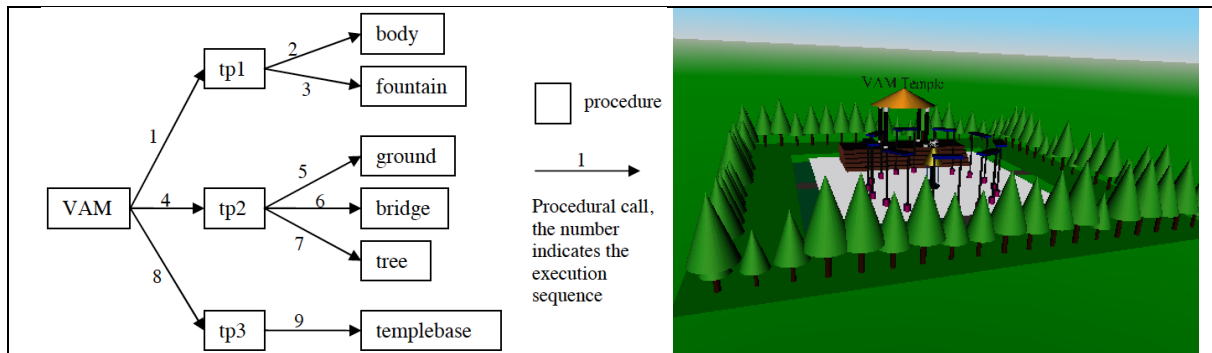 body
2
tp1
3
fountain
procedure
1
ground
1
5
VAM
4
tp2
6
bridge
7
tree
8
Procedural call,
the number
indicates the
execution
sequence
tp3
9
templebase
VAM Temple